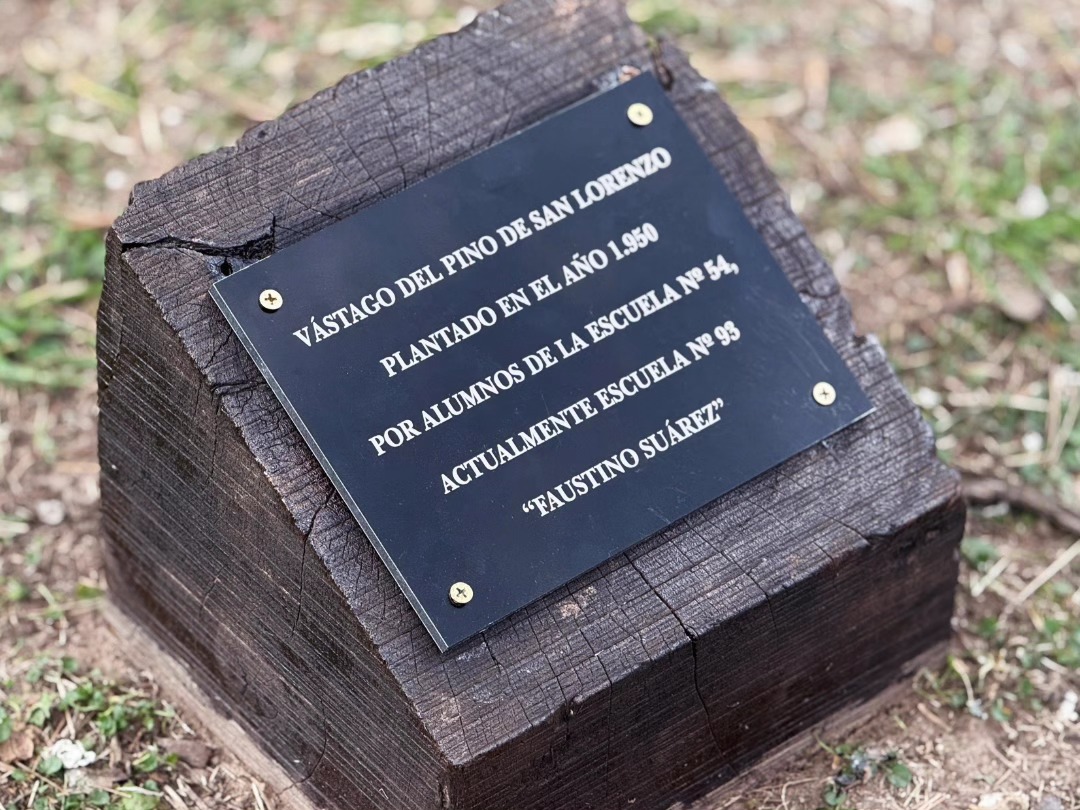 VÁSTAGO DEL PINO DE SAN LORENZO
PLANTADO EN EL AÑO 1.950
POR ALUMNOS DE LA ESCUELA Nº 54,
ACTUALMENTE ESCUELA Nº 93
“FAUSTINO SUÁREZ”